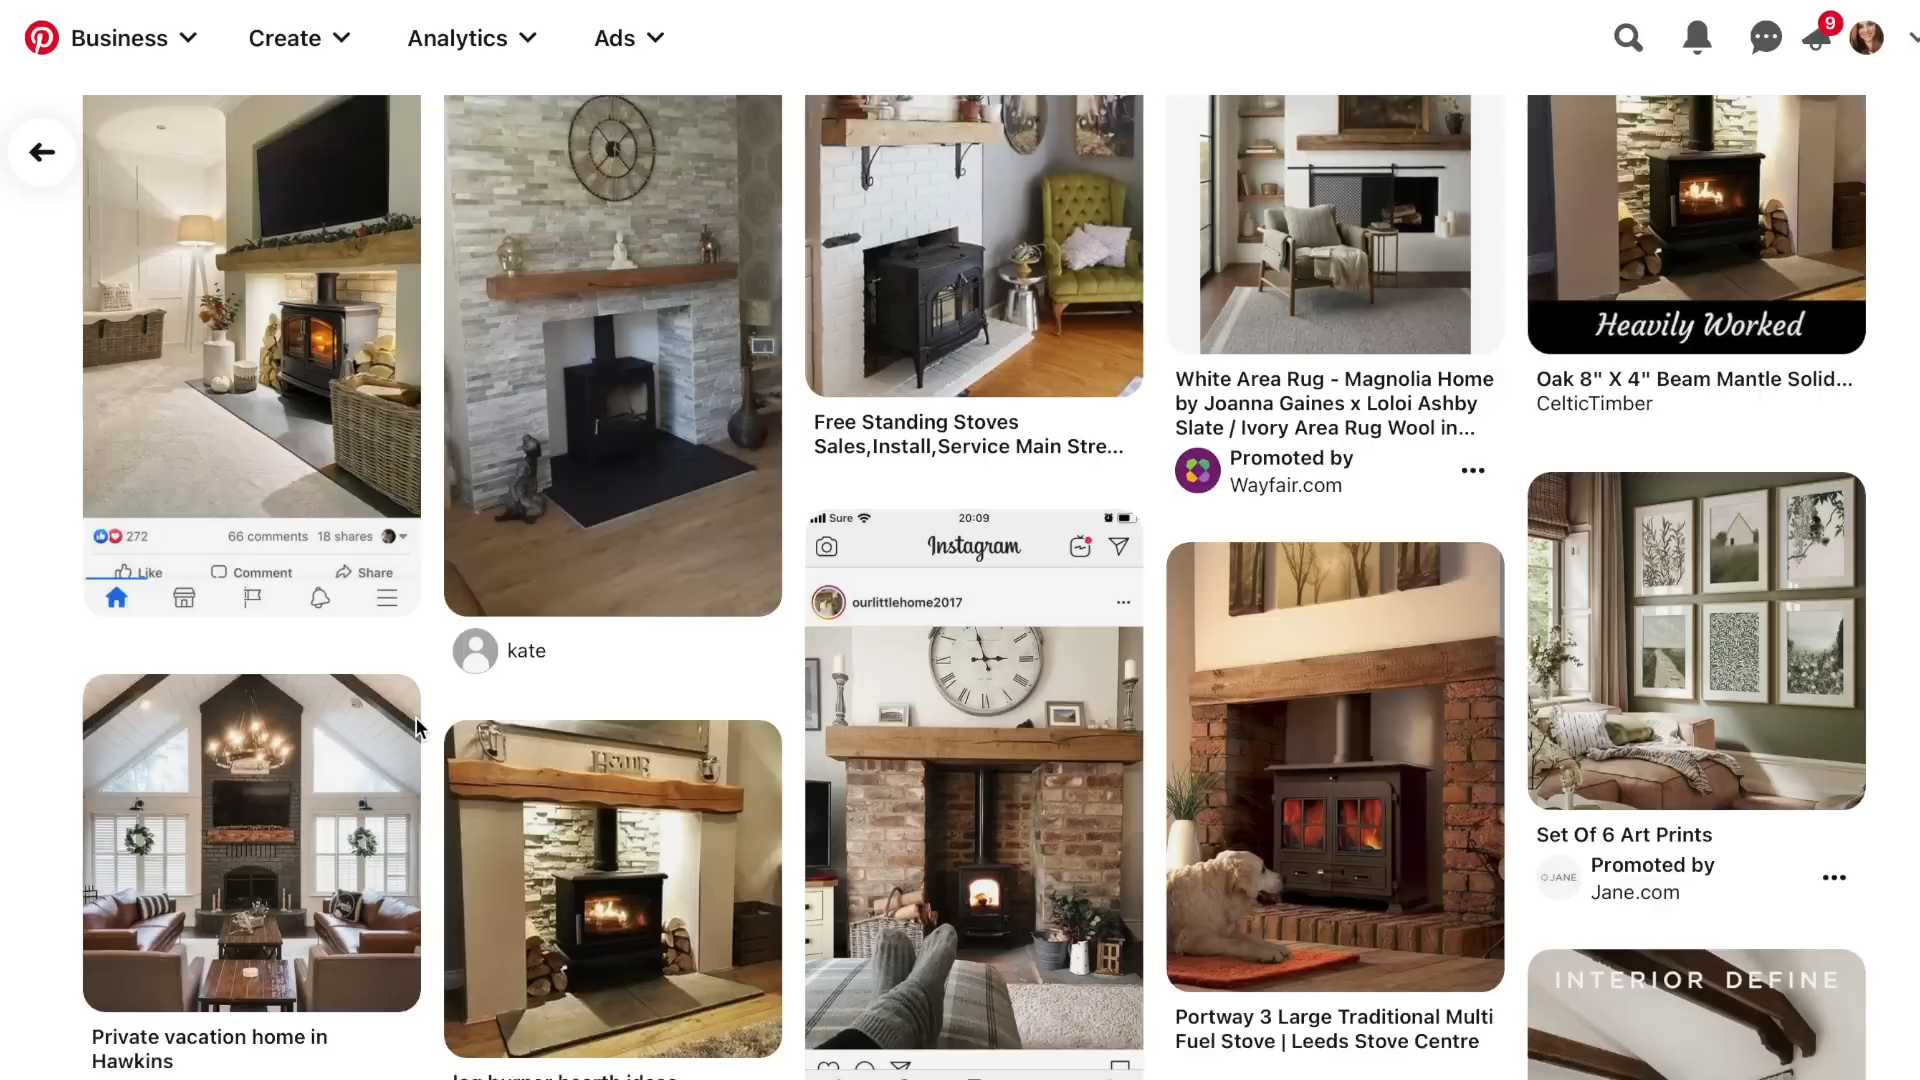 Business
Create
Analytics
Ads
9
272
66 comments
18 shares
Like
Comment
Share
Private vacation home in
Hawkins
kate
HOME
Free Standing Stoves
Sales,Install,Service Main Stre...
Sure
20:09
Instagram
ourlittlehome2017
White Area Rug - Magnolia Home
by Joanna Gaines x Loloi Ashby
Slate / Ivory Area Rug Wool in...
Promoted by
Wayfair.com
Portway 3 Large Traditional Multi
Fuel Stove | Leeds Stove Centre
Heavily Worked
Oak 8" X 4" Beam Mantle Solid...
CelticTimber
Set Of 6 Art Prints
JANE
Promoted by
Jane.com
INTERIOR DEFINE